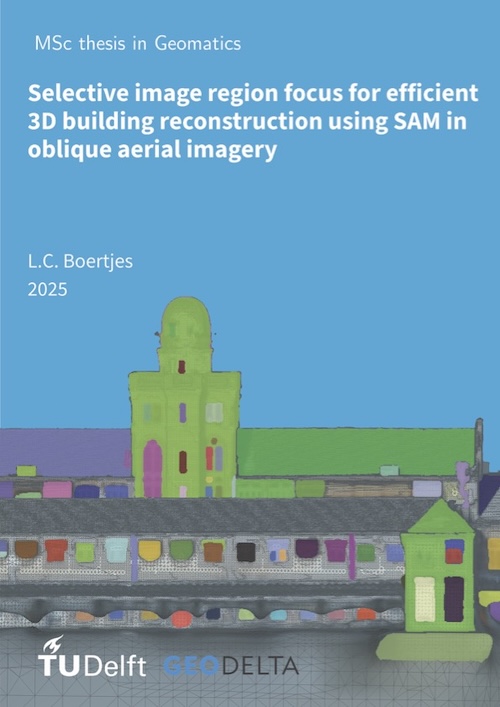 MSc thesis in Geomatics
Selective image region focus for efficient
3D building reconstruction using SAM in
oblique aerial imagery
L.C. Boertjes
2025
TUDelft GEODELTA